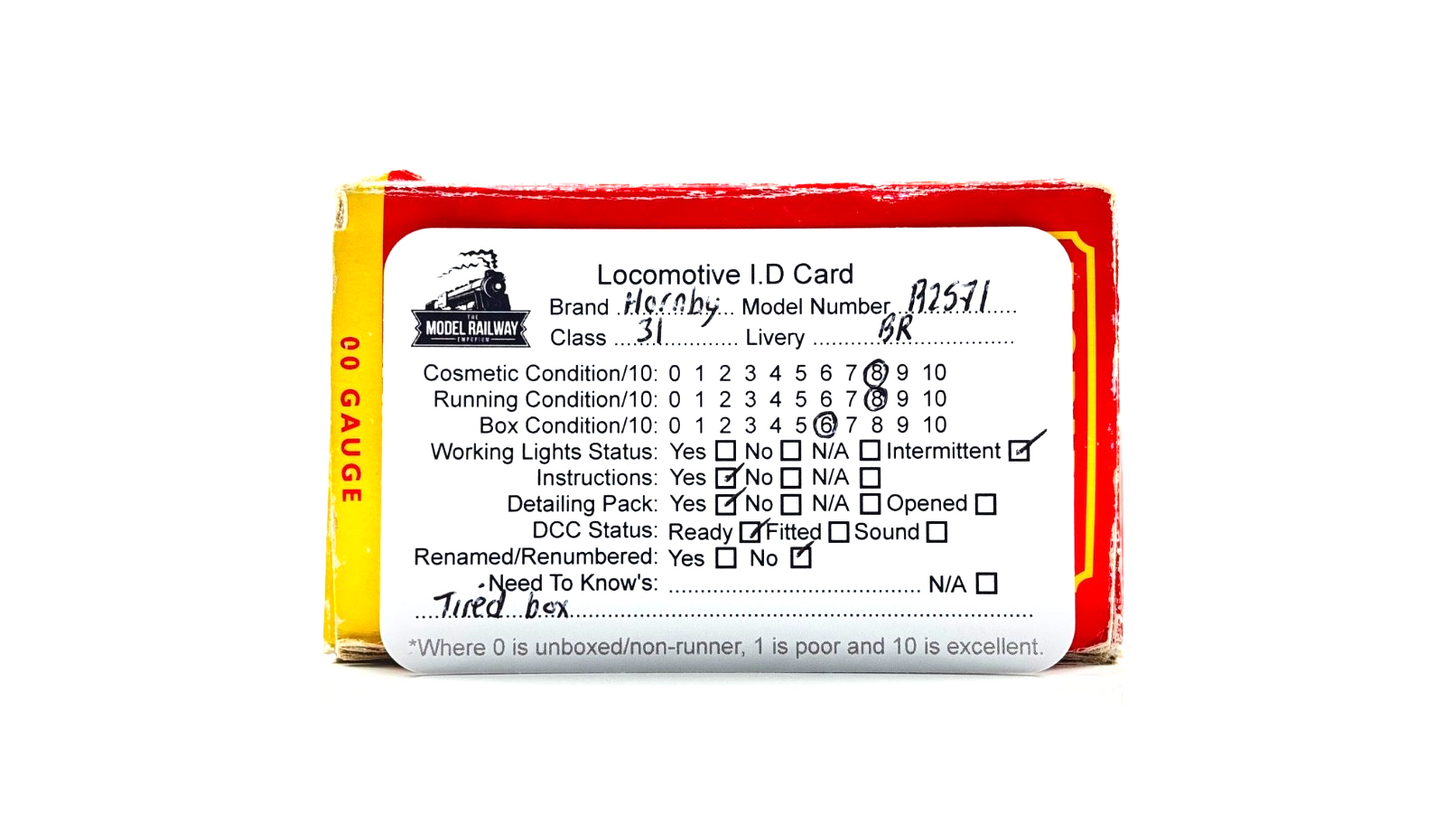 00 GAUGE
THE
MODEL RAILWAY
EMPORIUM
Locomotive I.D Card
Brand Hornby Model Number R2571
Class 31 Livery BR
Cosmetic Condition/10: 0 1 2 3 4 5 6 7 8 9 10
Running Condition/10: 0 1 2 3 4 5 6 7 8 9 10
Box Condition/10: 0 1 2 3 4 5 6 7 8 9 10
Working Lights Status: Yes No N/A Intermittent
Instructions: Yes No N/A
Detailing Pack: Yes No N/A Opened
DCC Status: Ready Fitted Sound
Renamed/Renumbered: Yes No
Need To Know's: N/A
Tired box
*Where 0 is unboxed/non-runner, 1 is poor and 10 is excellent.